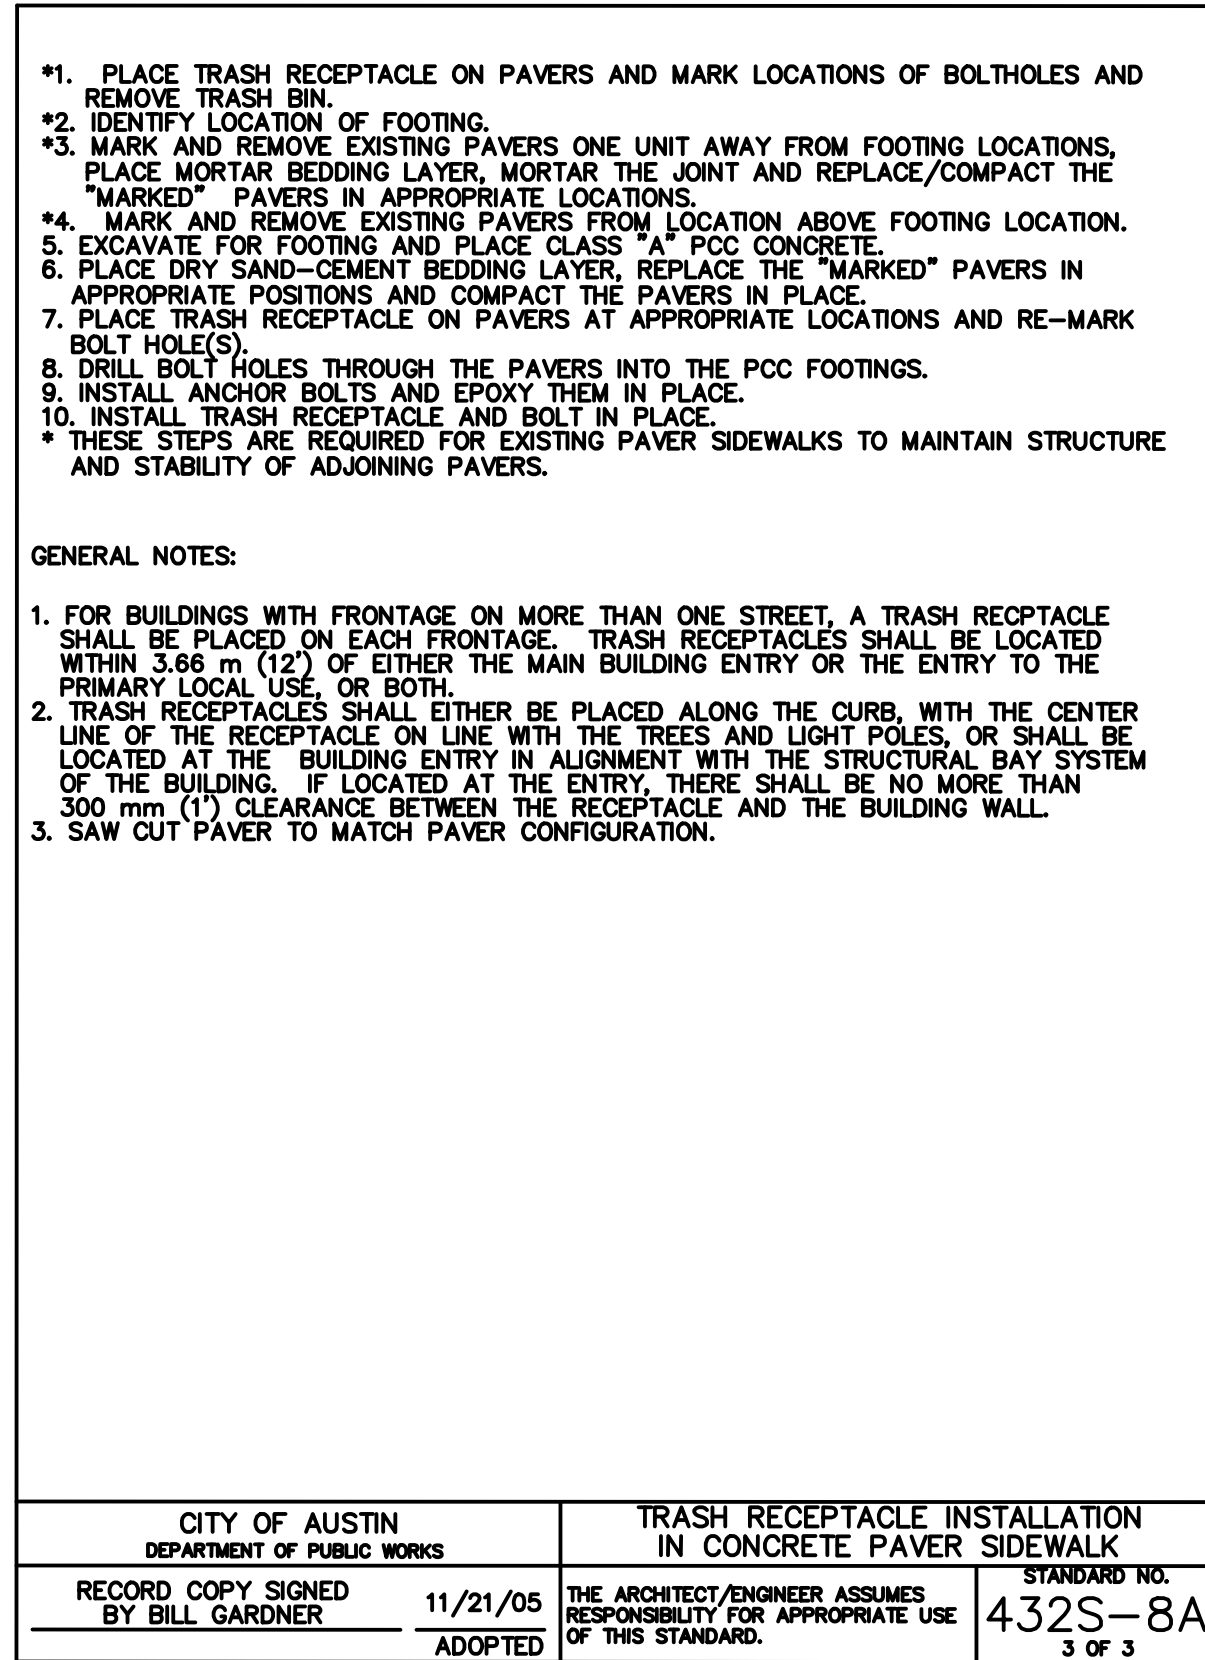 *1. PLACE TRASH RECEPTACLE ON PAVERS AND MARK LOCATIONS OF BOLTHOLES AND
REMOVE TRASH BIN.
*2. IDENTIFY LOCATION OF FOOTING.
*3. MARK AND REMOVE EXISTING PAVERS ONE UNIT AWAY FROM FOOTING LOCATIONS,
PLACE MORTAR BEDDING LAYER, MORTAR THE JOINT AND REPLACE/COMPACT THE
"MARKED" PAVERS IN APPROPRIATE LOCATIONS.
*4. MARK AND REMOVE EXISTING PAVERS FROM LOCATION ABOVE FOOTING LOCATION.
5. EXCAVATE FOR FOOTING AND PLACE CLASS "A" PCC CONCRETE.
6. PLACE DRY SAND-CEMENT BEDDING LAYER, REPLACE THE "MARKED" PAVERS IN
APPROPRIATE POSITIONS AND COMPACT THE PAVERS IN PLACE.
7. PLACE TRASH RECEPTACLE ON PAVERS AT APPROPRIATE LOCATIONS AND RE-MARK
BOLT HOLE(S).
8. DRILL BOLT HOLES THROUGH THE PAVERS INTO THE PCC FOOTINGS.
9. INSTALL ANCHOR BOLTS AND EPOXY THEM IN PLACE.
10. INSTALL TRASH RECEPTACLE AND BOLT IN PLACE.
* THESE STEPS ARE REQUIRED FOR EXISTING PAVER SIDEWALKS TO MAINTAIN STRUCTURE
AND STABILITY OF ADJOINING PAVERS.
GENERAL NOTES:
1. FOR BUILDINGS WITH FRONTAGE ON MORE THAN ONE STREET, A TRASH RECPTACLE
SHALL BE PLACED ON EACH FRONTAGE. TRASH RECEPTACLES SHALL BE LOCATED
WITHIN 3.66 m (12') OF EITHER THE MAIN BUILDING ENTRY OR THE ENTRY TO THE
PRIMARY LOCAL USE, OR BOTH.
2. TRASH RECEPTACLES SHALL EITHER BE PLACED ALONG THE CURB, WITH THE CENTER
LINE OF THE RECEPTACLE ON LINE WITH THE TREES AND LIGHT POLES, OR SHALL BE
LOCATED AT THE BUILDING ENTRY IN ALIGNMENT WITH THE STRUCTURAL BAY SYSTEM
OF THE BUILDING. IF LOCATED AT THE ENTRY, THERE SHALL BE NO MORE THAN
300 mm (1') CLEARANCE BETWEEN THE RECEPTACLE AND THE BUILDING WALL.
3. SAW CUT PAVER TO MATCH PAVER CONFIGURATION.
CITY OF AUSTIN
DEPARTMENT OF PUBLIC WORKS
TRASH RECEPTACLE INSTALLATION
IN CONCRETE PAVER SIDEWALK
RECORD COPY SIGNED
BY BILL GARDNER
11/21/05
ADOPTED
THE ARCHITECT/ENGINEER ASSUMES
RESPONSIBILITY FOR APPROPRIATE USE
OF THIS STANDARD.
STANDARD NO.
432S-8A
3 OF 3